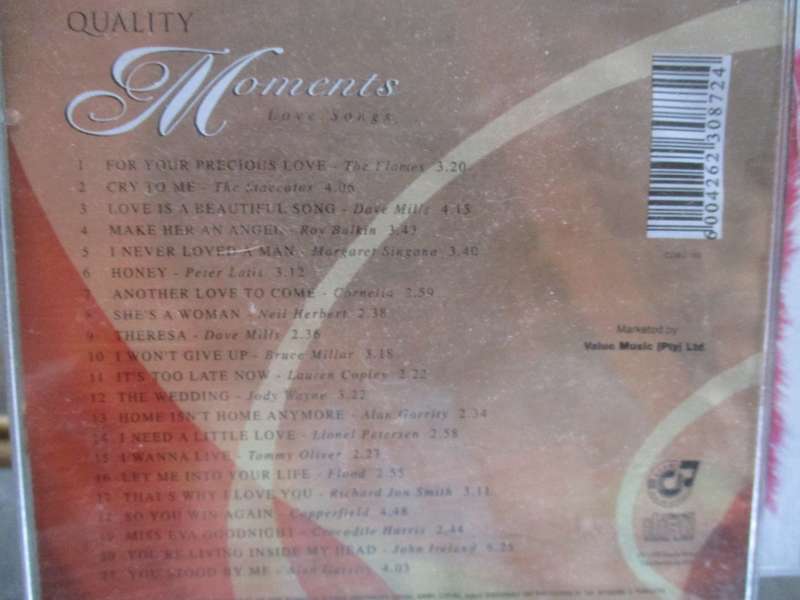 QUALITY
Moments
Love Songs
1 FOR YOUR PRECIOUS LOVE - The Flames 3.20
2 CRY TO ME - The Staccatos 4.06
3 LOVE IS A BEAUTIFUL SONG - Dave Mills 4.15
4 MAKE HER AN ANGEL - Roy Bulkin 3.43
5 I NEVER LOVED A MAN - Margaret Singana 3.40
6 HONEY - Peter Lotis 3.12
7 ANOTHER LOVE TO COME - Cornelia 2.59
8 SHE'S A WOMAN - Neil Herbert 2.38
9 THERESA - Dave Mills 2.36
10 I WON'T GIVE UP - Bruce Millar 3.18
11 IT'S TOO LATE NOW - Lauren Copley 2.22
12 THE WEDDING - Jody Wayne 3.22
13 HOME ISN'T HOME ANYMORE - Alan Garrity 2.34
14 I NEED A LITTLE LOVE - Lionel Petersen 2.58
15 I WANNA LIVE - Tommy Oliver 2.27
16 LET ME INTO YOUR LIFE - Flood 2.55
17 THAT'S WHY I LOVE YOU - Richard Jon Smith 3.11
18 SO YOU WIN AGAIN - Copperfield 4.48
19 MISS EVA GOODNIGHT - Crocodile Harris 2.44
20 YOU'RE LIVING INSIDE MY HEAD - John Ireland 6.25
21 YOU STOOD BY ME - Alan Garrity 4.03
6004262308724
Marketed by
Value Music (Pty) Ltd.